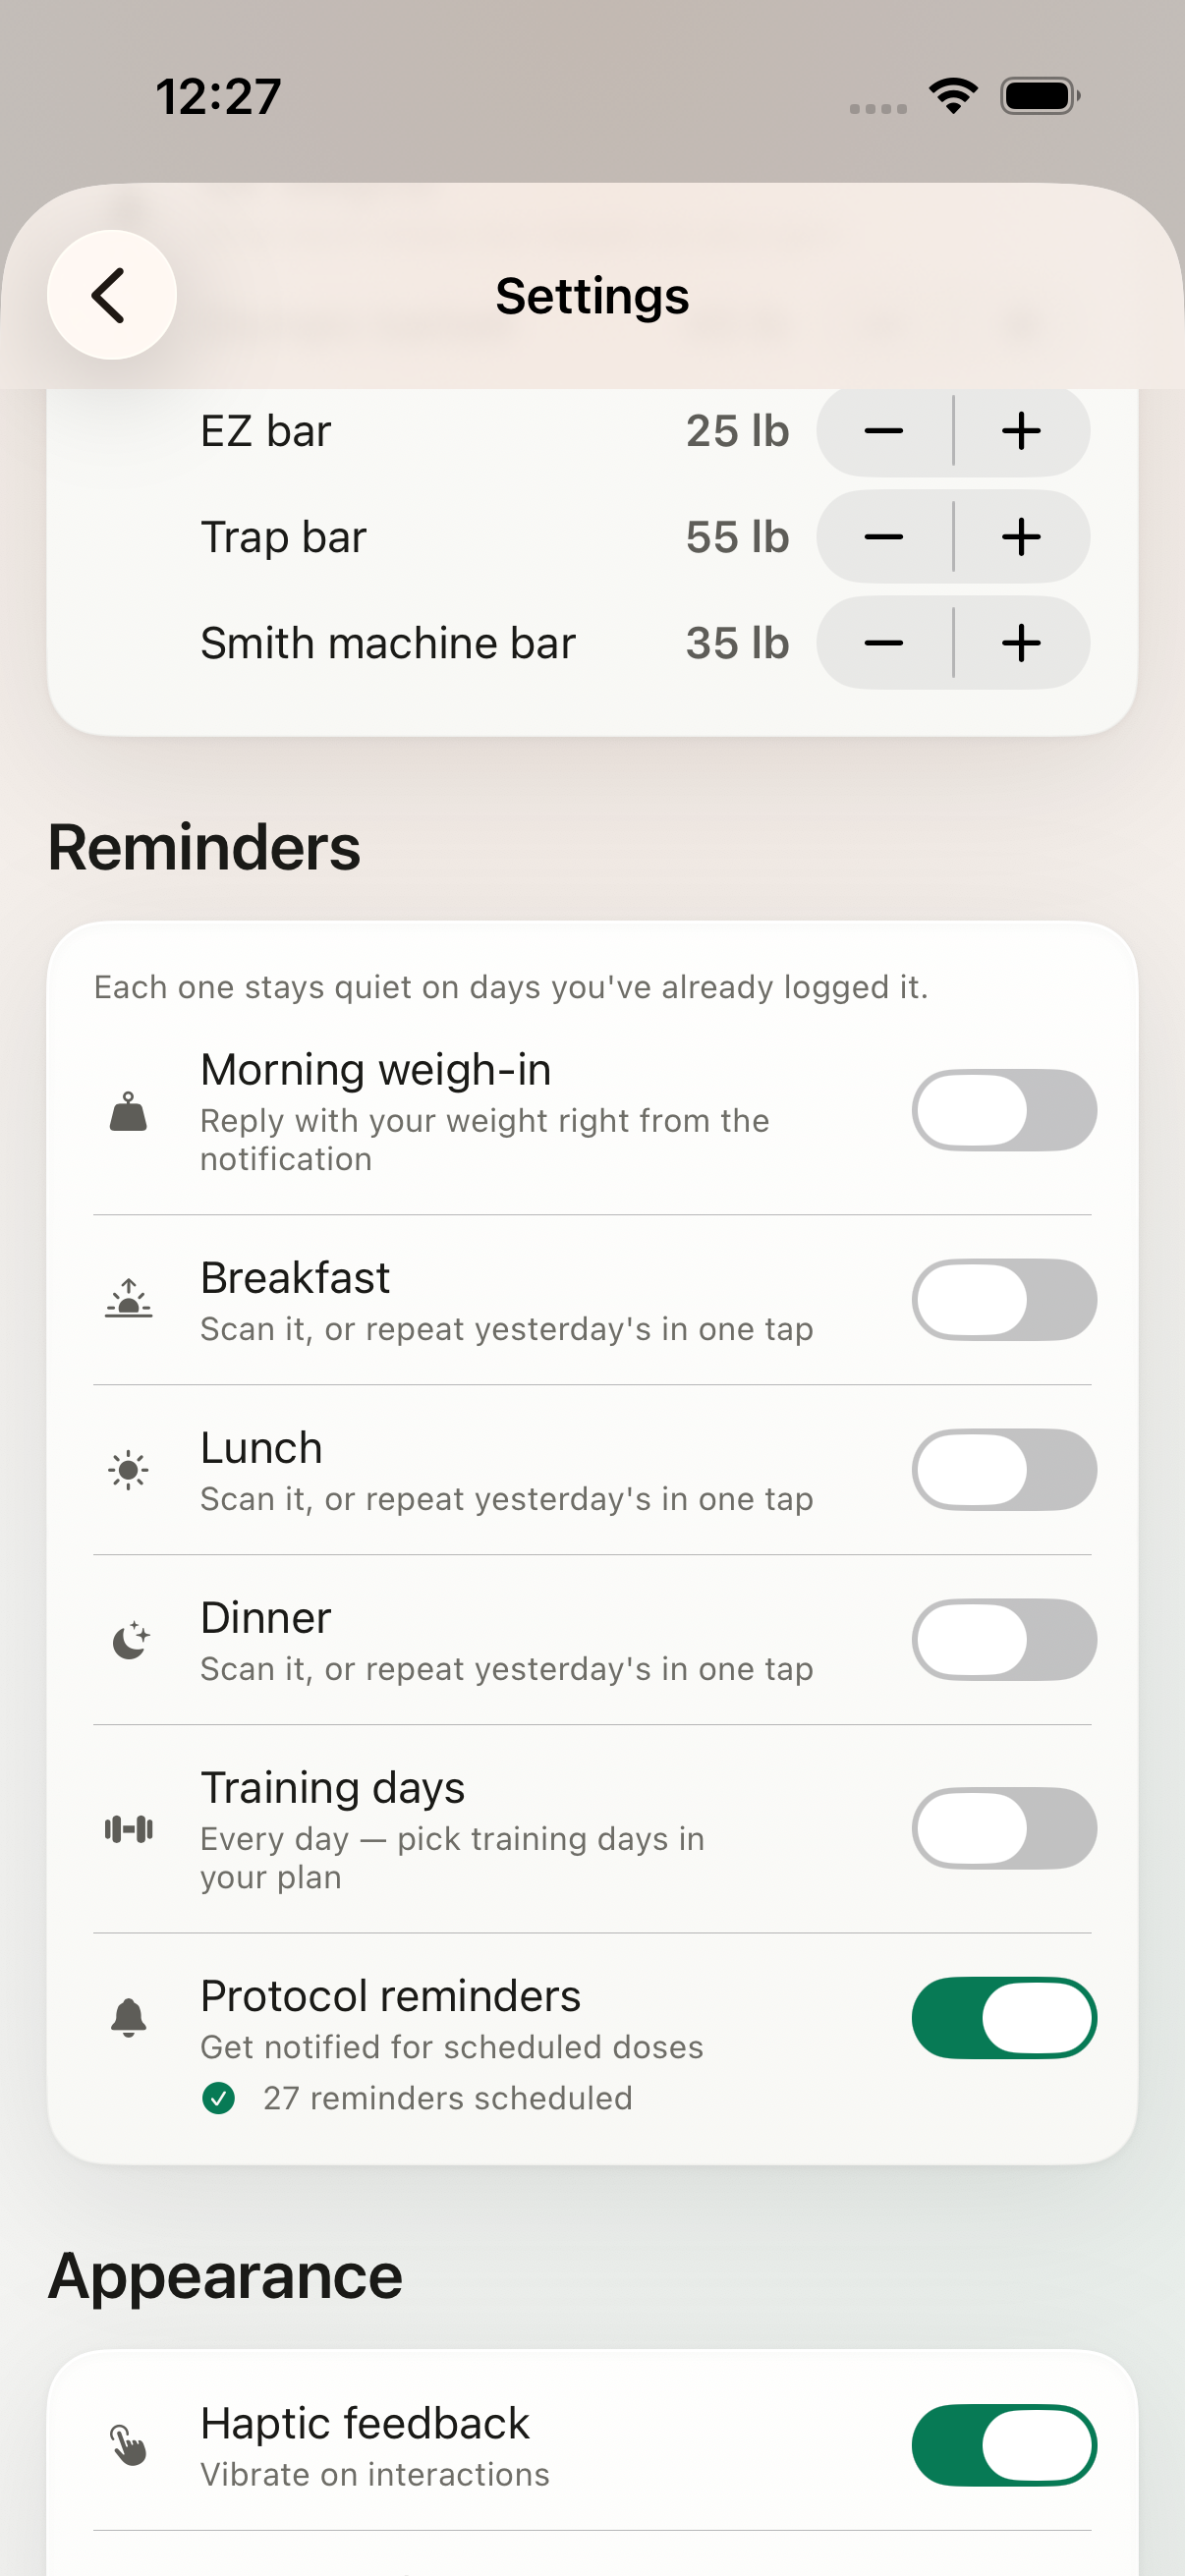 12:27
Settings
EZ bar 25 lb
Trap bar 55 lb
Smith machine bar 35 lb
Reminders
Each one stays quiet on days you've already logged it.
Morning weigh-in
Reply with your weight right from the
notification
Breakfast
Scan it, or repeat yesterday's in one tap
Lunch
Scan it, or repeat yesterday's in one tap
Dinner
Scan it, or repeat yesterday's in one tap
Training days
Every day — pick training days in
your plan
Protocol reminders
Get notified for scheduled doses
27 reminders scheduled
Appearance
Haptic feedback
Vibrate on interactions